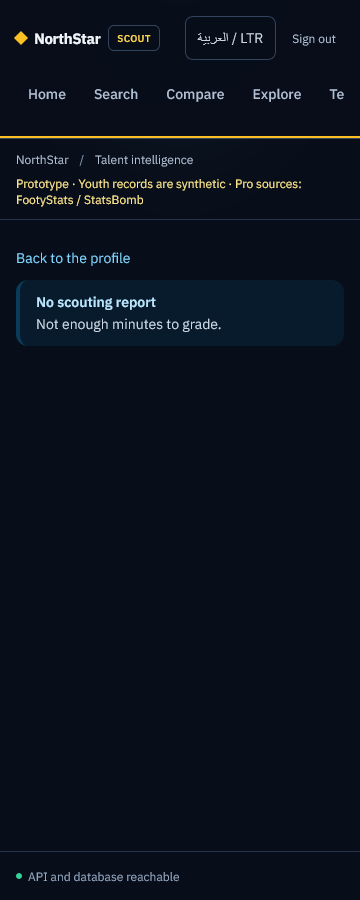 NorthStar
SCOUT
العربية / LTR
Sign out
Home
Search
Compare
Explore
Te
NorthStar / Talent intelligence
Prototype · Youth records are synthetic · Pro sources:
FootyStats / StatsBomb
Back to the profile
No scouting report
Not enough minutes to grade.
API and database reachable